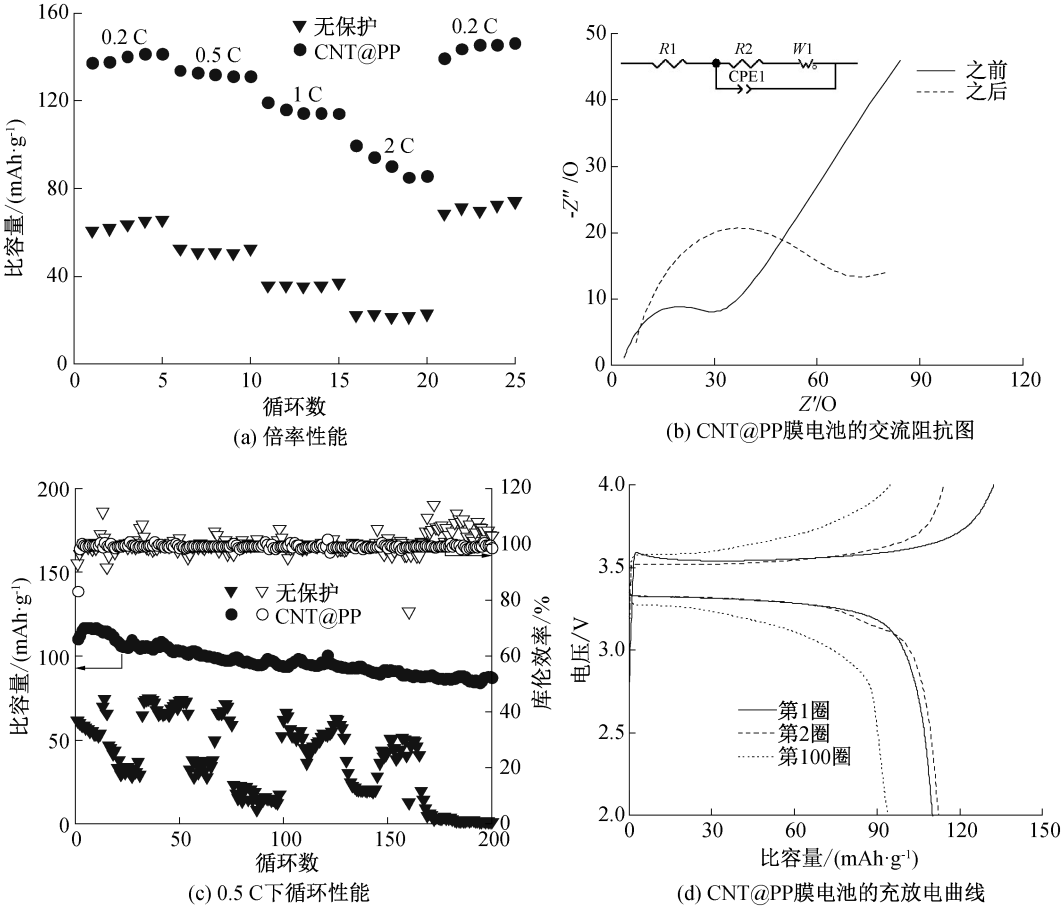 160
120
80
40
0
比容量/(mAh·g-1)
0.2 C
0.5 C
1 C
2 C
0.2 C
无保护
CNT@PP
0 5 10 15 20 25
循环数
(a) 倍率性能
-50
40
30
20
10
0
-Z″/O
R1 R2 W1
CPE1
之前
之后
0 30 60 90 120
Z′/O
(b) CNT@PP膜电池的交流阻抗图
200
150
100
50
0
比容量/(mAh·g-1)
无保护
CNT@PP
120
100
80
60
40
20
0
库伦效率/%
0 50 100 150 200
循环数
(c) 0.5 C下循环性能
4.0
3.5
3.0
2.5
2.0
电压/V
第1圈
第2圈
第100圈
0 30 60 90 120 150
比容量/(mAh·g-1)
(d) CNT@PP膜电池的充放电曲线